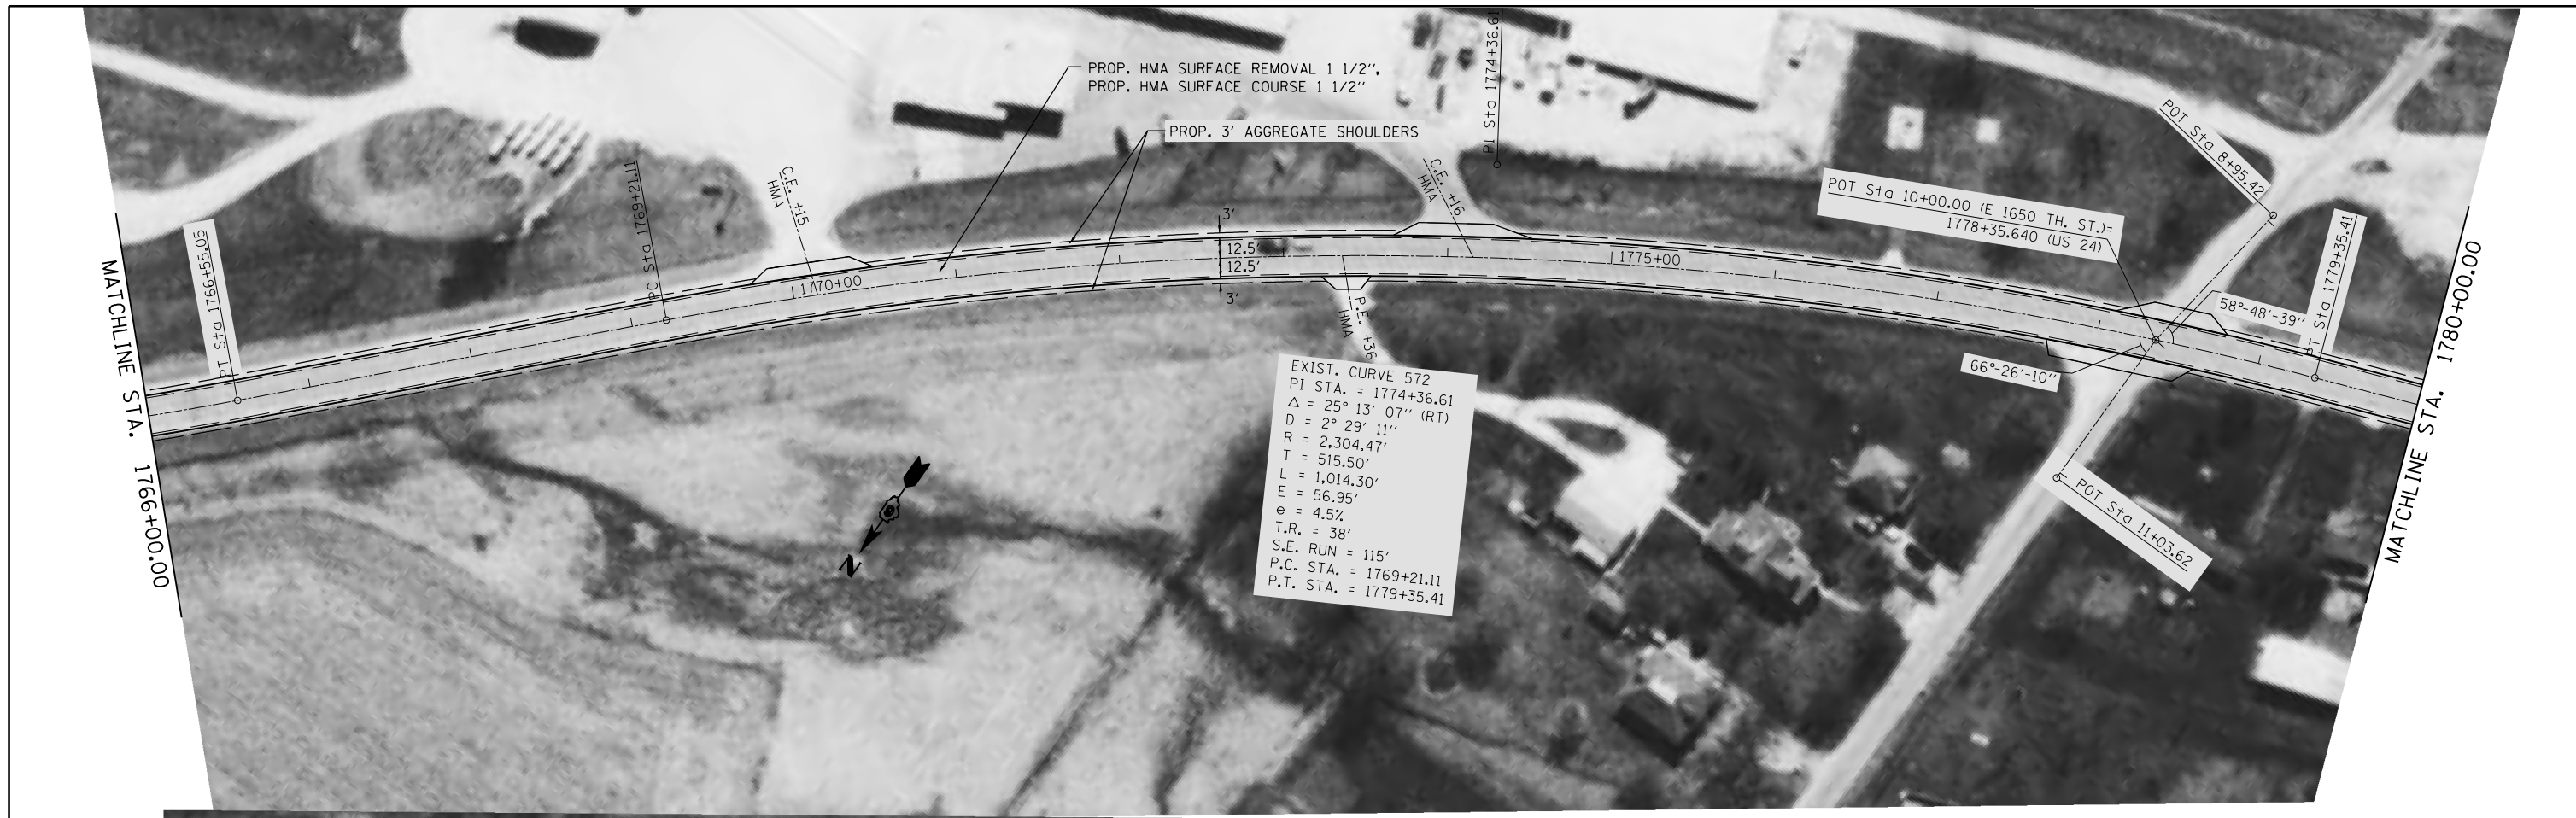 PROP. HMA SURFACE REMOVAL 1 1/2",
PROP. HMA SURFACE COURSE 1 1/2"
PROP. 3' AGGREGATE SHOULDERS
PI Sta 1774+36.61
POT Sta 8+95.42
POT Sta 10+00.00 (E 1650 TH. ST.)=
1778+35.640 (US 24)
PT Sta 1779+35.41
MATCHLINE STA. 1780+00.00
PT Sta 1766+55.05
PC Sta 1769+21.11
C.E. +15
HMA
C.E. +16
HMA
3'
12.5'
12.5'
3'
1770+00
1775+00
P.E. +36
HMA
58°-48'-39"
66°-26'-10"
MATCHLINE STA. 1766+00.00
EXIST. CURVE 572
PI STA. = 1774+36.61
Δ = 25° 13' 07" (RT)
D = 2° 29' 11"
R = 2,304.47'
T = 515.50'
L = 1,014.30'
E = 56.95'
e = 4.5%
T.R. = 38'
S.E. RUN = 115'
P.C. STA. = 1769+21.11
P.T. STA. = 1779+35.41
POT Sta 11+03.62
N